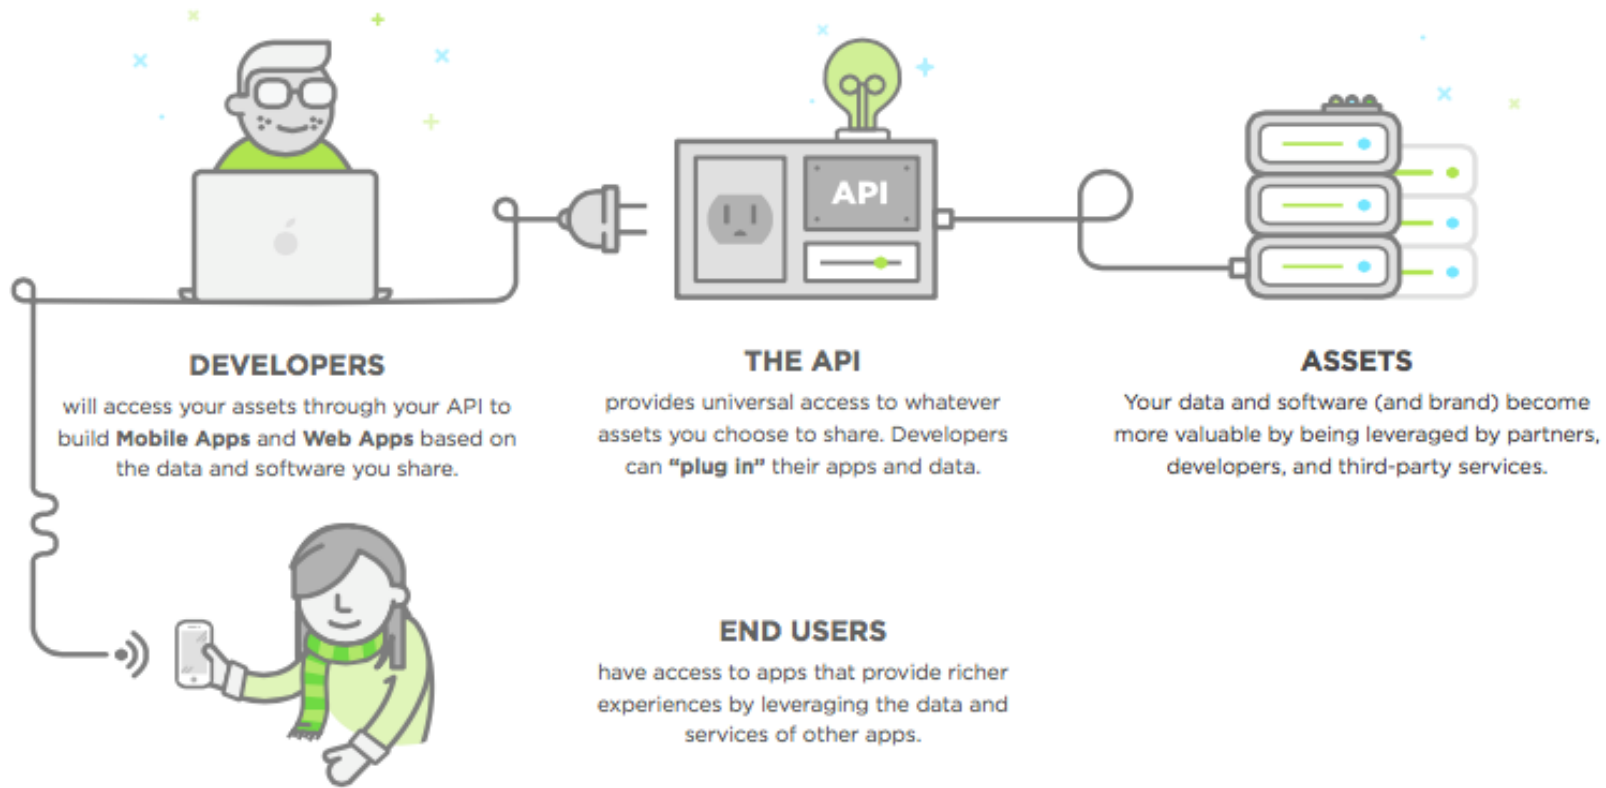 API
DEVELOPERS
will access your assets through your API to
build Mobile Apps and Web Apps based on
the data and software you share.
THE API
provides universal access to whatever
assets you choose to share. Developers
can “plug in” their apps and data.
ASSETS
Your data and software (and brand) become
more valuable by being leveraged by partners,
developers, and third-party services.
END USERS
have access to apps that provide richer
experiences by leveraging the data and
services of other apps.